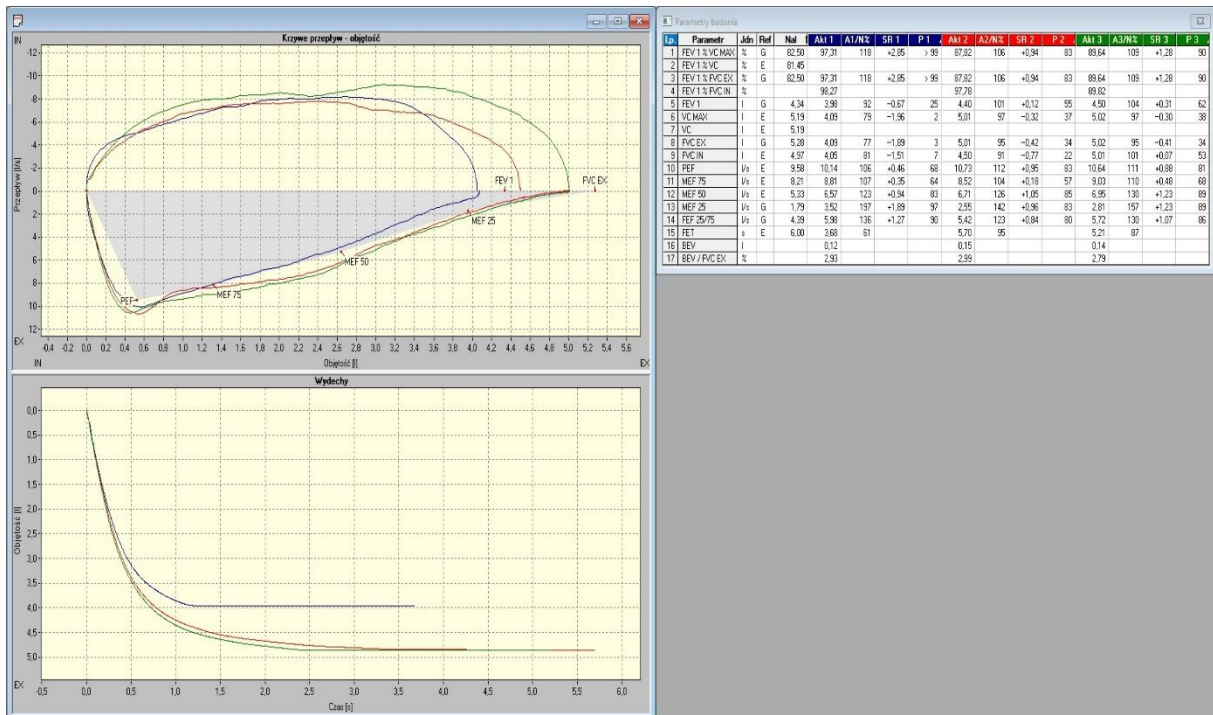 Krzywe przepływ - objętość
IN
-12
-10
-8
-6
-4
-2
0
2
4
6
8
10
12
EX
Przepływ [l/s]
FEV 1
FVC EX
MEF 25
MEF 50
MEF 75
PEF
-0,4 -0,2 0,0 0,2 0,4 0,6 0,8 1,0 1,2 1,4 1,6 1,8 2,0 2,2 2,4 2,6 2,8 3,0 3,2 3,4 3,6 3,8 4,0 4,2 4,4 4,6 4,8 5,0 5,2 5,4 5,6
IN Objętość [l] EX
Wydechy
0,0
0,5
1,0
1,5
2,0
2,5
3,0
3,5
4,0
4,5
5,0
EX
Objętość [l]
-0,5 0,0 0,5 1,0 1,5 2,0 2,5 3,0 3,5 4,0 4,5 5,0 5,5 6,0
Czas [s]
Parametry badania
Lp. Parametr Jdn Ref Nal Akt 1 A1/N% SR 1 P 1 Akt 2 A2/N% SR 2 P 2 Akt 3 A3/N% SR 3 P 3
1 FEV 1 % VC MAX % G 82,50 97,31 118 +2,85 > 99 87,82 106 +0,94 83 89,64 109 +1,28 90
2 FEV 1 % VC % E 81,45
3 FEV 1 % FVC EX % G 82,50 97,31 118 +2,85 > 99 87,82 106 +0,94 83 89,64 109 +1,28 90
4 FEV 1 % FVC IN % 98,27 97,78 89,82
5 FEV 1 l G 4,34 3,98 92 -0,67 25 4,40 101 +0,12 55 4,50 104 +0,31 62
6 VC MAX l E 5,19 4,09 79 -1,96 2 5,01 97 -0,32 37 5,02 97 -0,30 38
7 VC l E 5,19
8 FVC EX l G 5,28 4,09 77 -1,89 3 5,01 95 -0,42 34 5,02 95 -0,41 34
9 FVC IN l E 4,97 4,05 81 -1,51 7 4,50 91 -0,77 22 5,01 101 +0,07 53
10 PEF l/s E 9,58 10,14 106 +0,46 68 10,73 112 +0,95 83 10,64 111 +0,88 81
11 MEF 75 l/s E 8,21 8,81 107 +0,35 64 8,52 104 +0,18 57 9,03 110 +0,48 68
12 MEF 50 l/s E 5,33 6,57 123 +0,94 83 6,71 126 +1,05 85 6,95 130 +1,23 89
13 MEF 25 l/s G 1,79 3,52 197 +1,89 97 2,55 142 +0,96 83 2,81 157 +1,23 89
14 FEF 25/75 l/s G 4,39 5,98 136 +1,27 90 5,42 123 +0,84 80 5,72 130 +1,07 86
15 FET s E 6,00 3,68 61 5,70 95 5,21 87
16 BEV l 0,12 0,15 0,14
17 BEV / FVC EX % 2,93 2,99 2,79